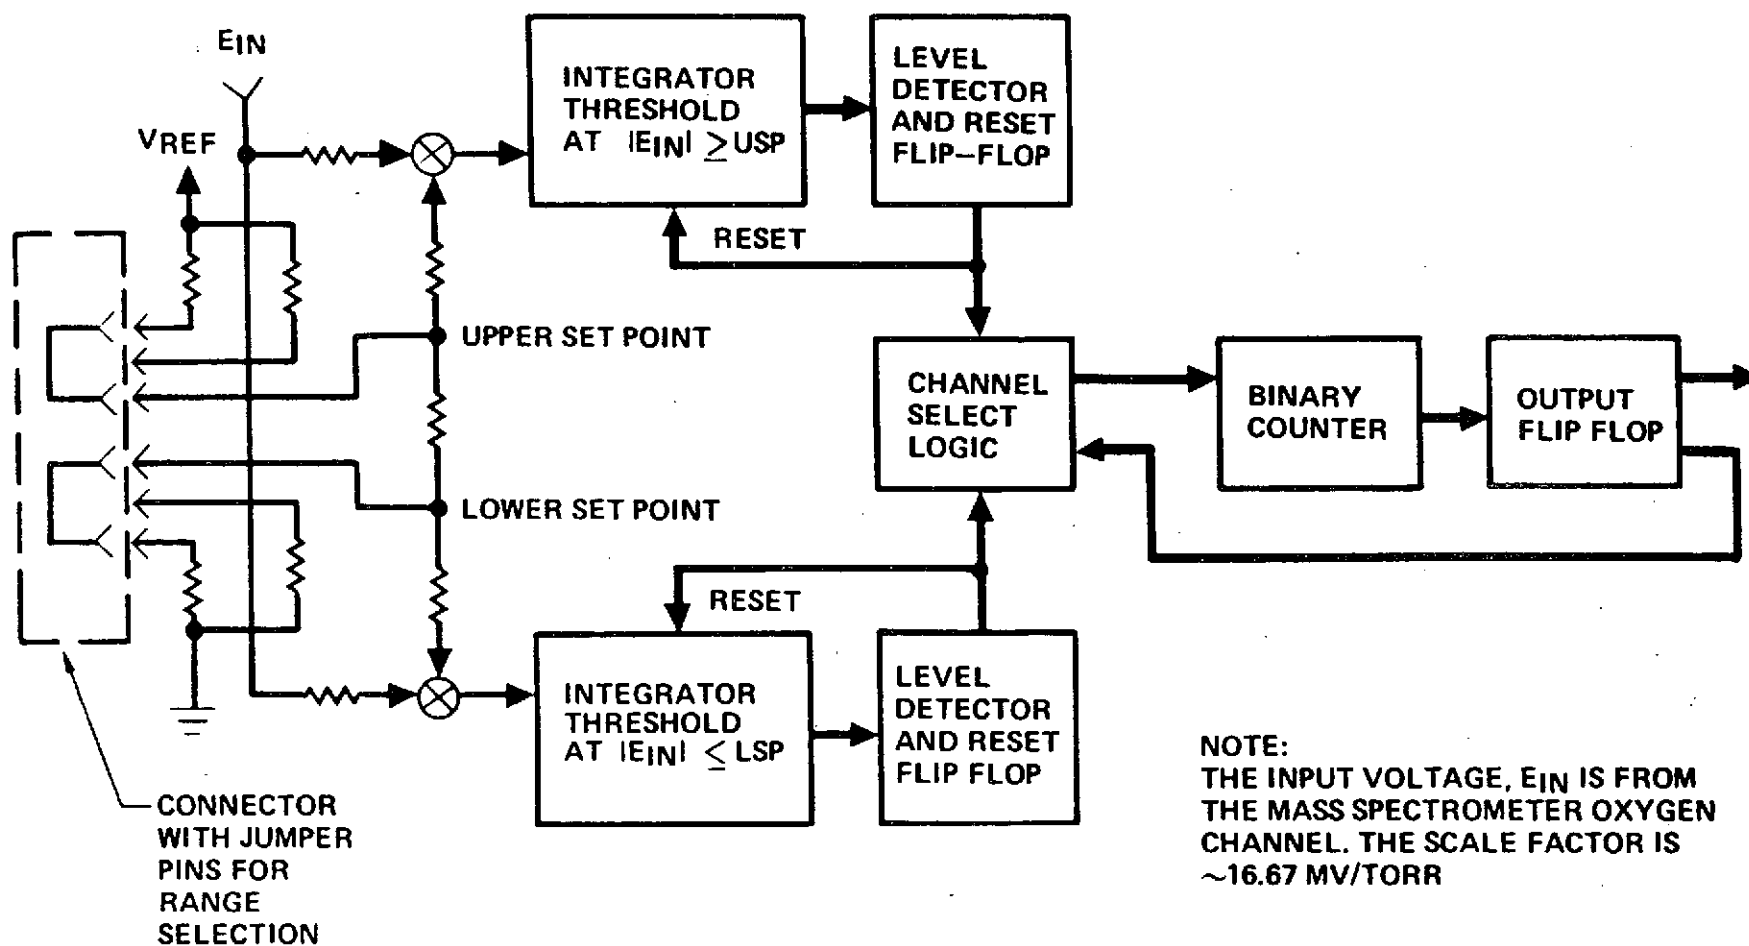 EIN
VREF
INTEGRATOR
THRESHOLD
AT |EIN| ≥ USP
LEVEL
DETECTOR
AND RESET
FLIP-FLOP
RESET
UPPER SET POINT
CHANNEL
SELECT
LOGIC
BINARY
COUNTER
OUTPUT
FLIP FLOP
LOWER SET POINT
RESET
INTEGRATOR
THRESHOLD
AT |EIN| ≤ LSP
LEVEL
DETECTOR
AND RESET
FLIP FLOP
CONNECTOR
WITH JUMPER
PINS FOR
RANGE
SELECTION
NOTE:
THE INPUT VOLTAGE, EIN IS FROM
THE MASS SPECTROMETER OXYGEN
CHANNEL. THE SCALE FACTOR IS
~16.67 MV/TORR